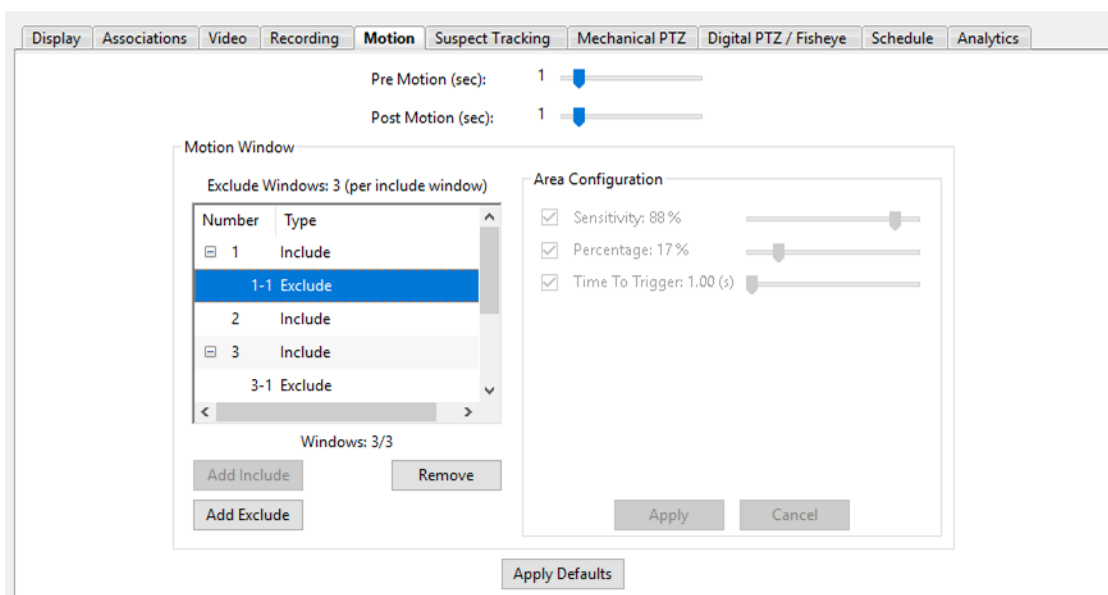 Display Associations Video Recording Motion Suspect Tracking Mechanical PTZ Digital PTZ / Fisheye Schedule Analytics
Pre Motion (sec): 1
Post Motion (sec): 1
Motion Window
Exclude Windows: 3 (per include window)
Number Type
1 Include
1-1 Exclude
2 Include
3 Include
3-1 Exclude
Windows: 3/3
Add Include Remove
Add Exclude
Area Configuration
Sensitivity: 88%
Percentage: 17%
Time To Trigger: 1.00 (s)
Apply Cancel
Apply Defaults